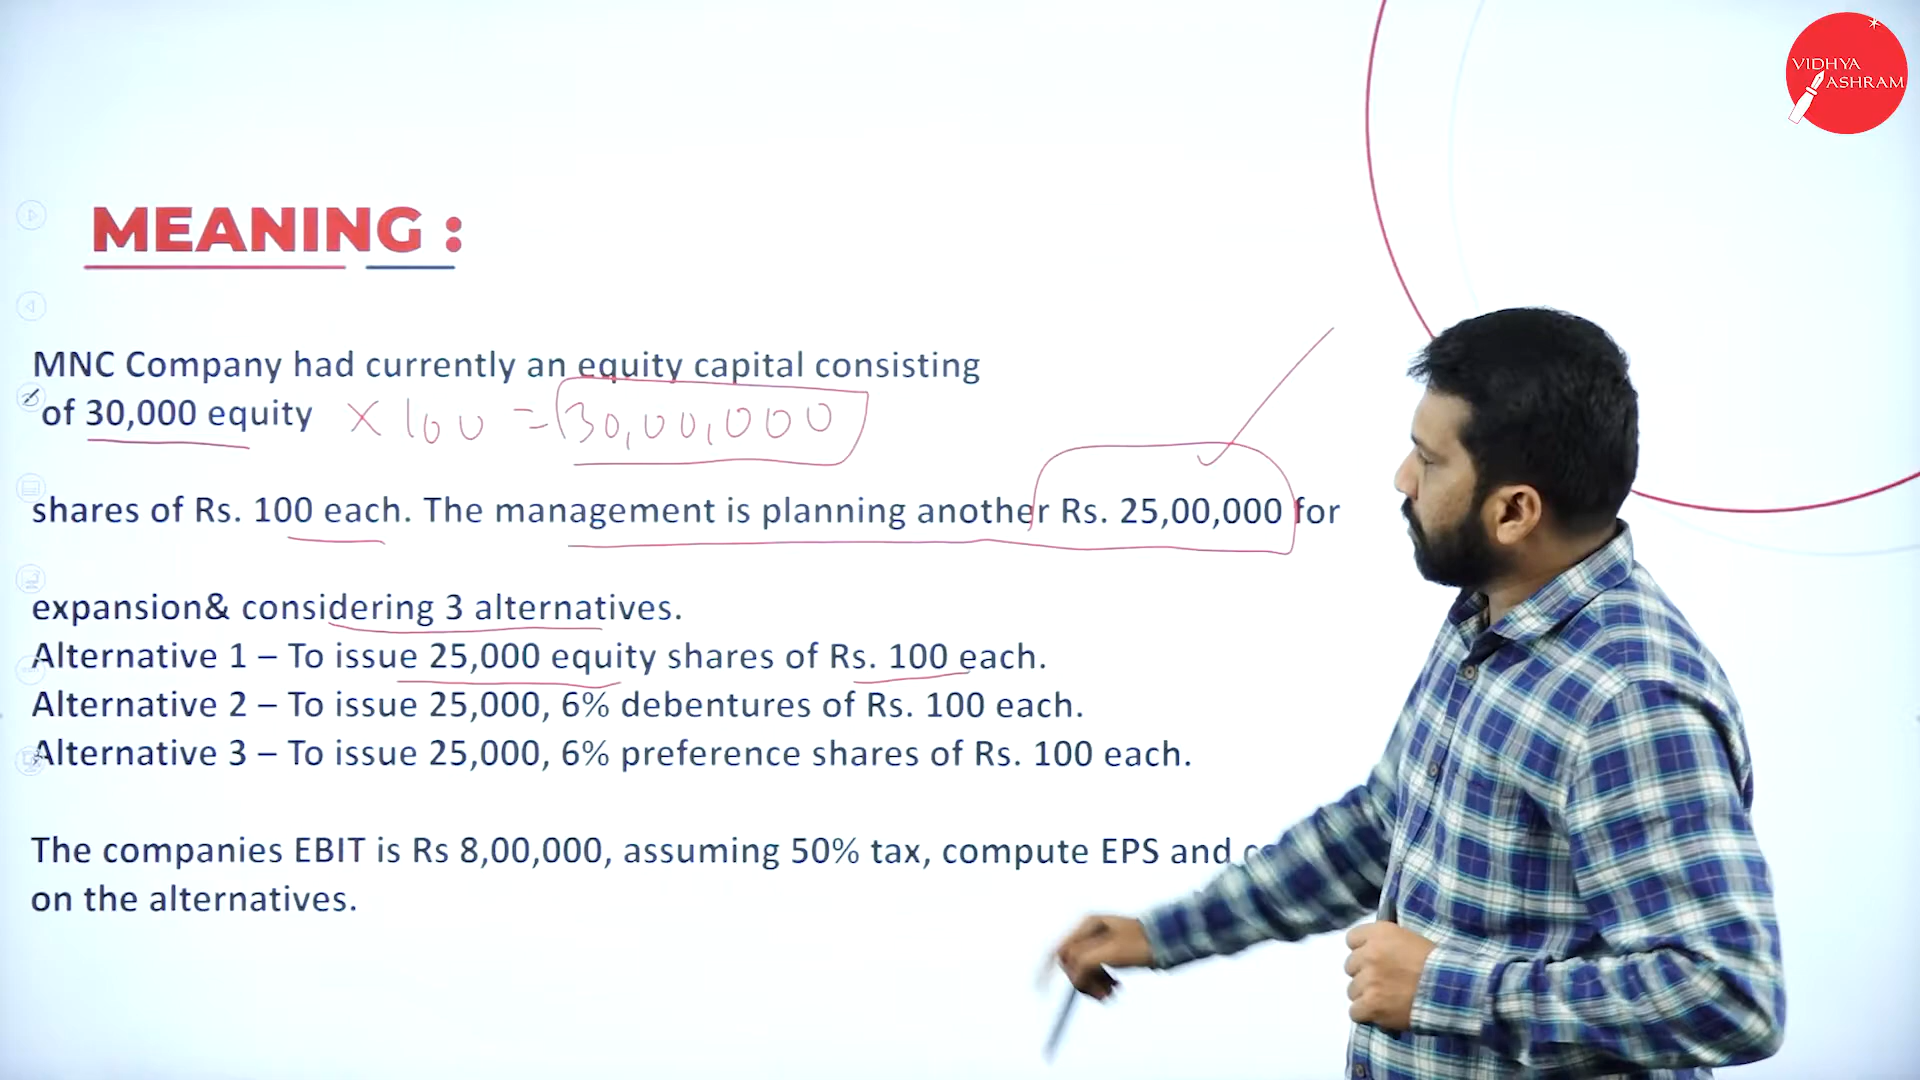 VIDHYA
ASHRAM
MEANING :
MNC Company had currently an equity capital consisting
of 30,000 equity × 100 = 30,00,000
shares of Rs. 100 each. The management is planning another Rs. 25,00,000 for
expansion& considering 3 alternatives.
Alternative 1 – To issue 25,000 equity shares of Rs. 100 each.
Alternative 2 – To issue 25,000, 6% debentures of Rs. 100 each.
Alternative 3 – To issue 25,000, 6% preference shares of Rs. 100 each.
The companies EBIT is Rs 8,00,000, assuming 50% tax, compute EPS and
on the alternatives.